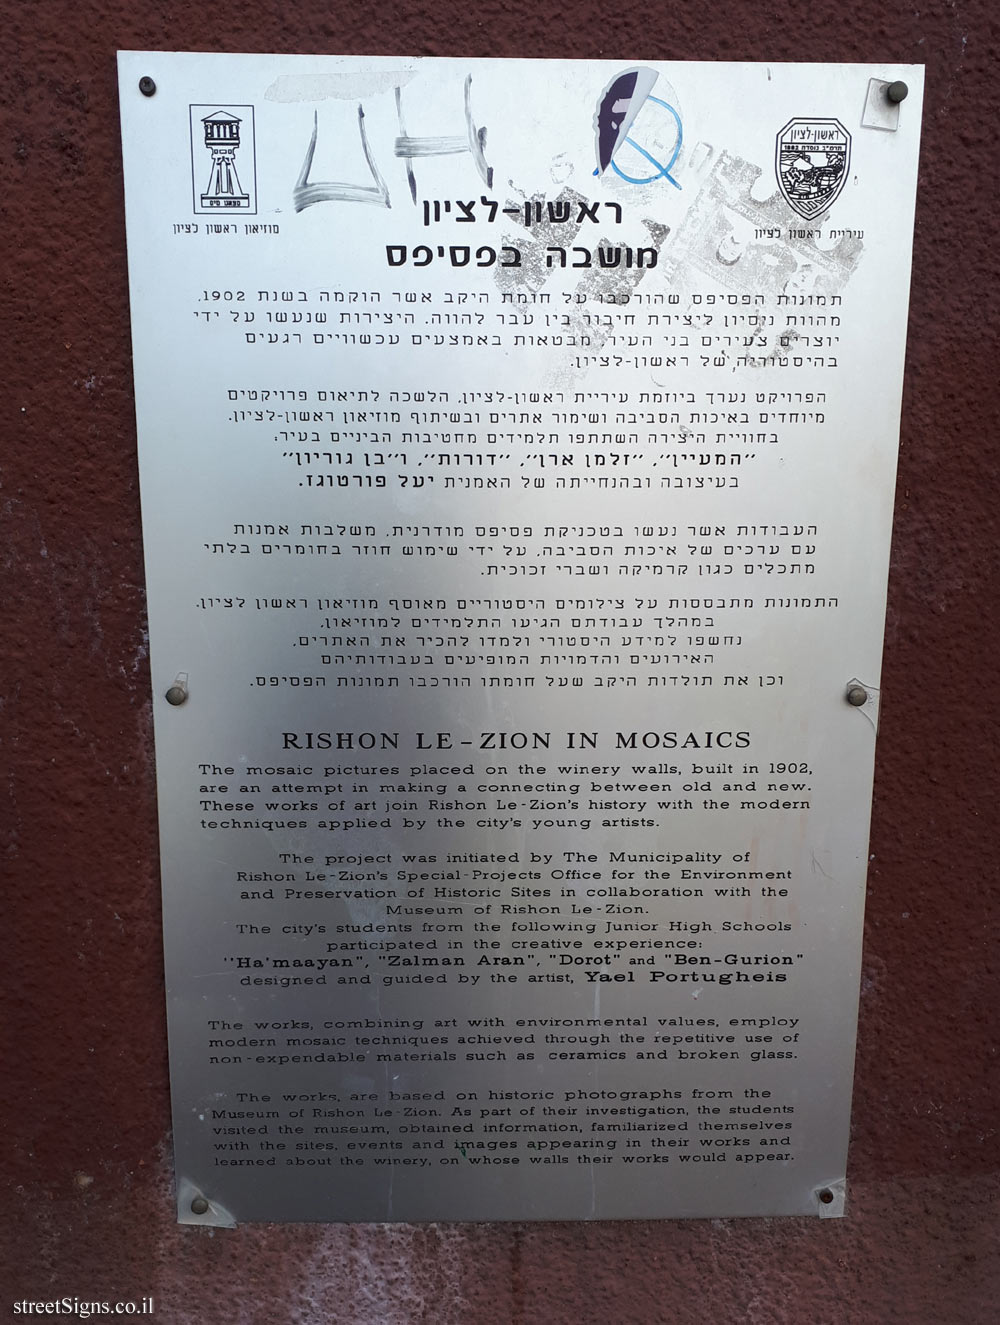 ראשון-לציון
תרמ"ב נוסדה 1882
מוזיאון ראשון לציון
עיריית ראשון לציון
ראשון-לציון
מושבה בפסיפס
תמונות הפסיפס שהורכבו על חומת היקב אשר הוקמה בשנת 1902,
מהוות ניסיון ליצירת חיבור בין עבר להווה. היצירות שנעשו על ידי
יוצרים צעירים בני העיר, מבטאות באמצעים עכשוויים רגעים
בהיסטוריה של ראשון-לציון.
הפרויקט נערך ביוזמת עיריית ראשון-לציון, הלשכה לתיאום פרויקטים
מיוחדים באיכות הסביבה ושימור אתרים ובשיתוף מוזיאון ראשון-לציון.
בחוויית היצירה השתתפו תלמידים מחטיבות הביניים בעיר:
"המעיין", "זלמן ארן", "דורות", ו"בן גוריון"
בעיצובה ובהנחייתה של האמנית יעל פורטוגז.
העבודות אשר נעשו בטכניקת פסיפס מודרנית, משלבות אמנות
עם ערכים של איכות הסביבה, על ידי שימוש חוזר בחומרים בלתי
מתכלים כגון קרמיקה ושברי זכוכית.
התמונות מתבססות על צילומים היסטוריים מאוסף מוזיאון ראשון לציון.
במהלך עבודתם הגיעו התלמידים למוזיאון,
נחשפו למידע היסטורי ולמדו להכיר את האתרים,
האירועים והדמויות המופיעים בעבודותיהם
וכן את תולדות היקב שעל חומתו הורכבו תמונות הפסיפס.
RISHON LE-ZION IN MOSAICS
The mosaic pictures placed on the winery walls, built in 1902,
are an attempt in making a connecting between old and new.
These works of art join Rishon Le-Zion's history with the modern
techniques applied by the city's young artists.
The project was initiated by The Municipality of
Rishon Le-Zion's Special-Projects Office for the Environment
and Preservation of Historic Sites in collaboration with the
Museum of Rishon Le-Zion.
The city's students from the following Junior High Schools
participated in the creative experience:
"Ha'maayan", "Zalman Aran", "Dorot" and "Ben-Gurion"
designed and guided by the artist, Yael Portugheis
The works, combining art with environmental values, employ
modern mosaic techniques achieved through the repetitive use of
non-expendable materials such as ceramics and broken glass.
The works, are based on historic photographs from the
Museum of Rishon Le-Zion. As part of their investigation, the students
visited the museum, obtained information, familiarized themselves
with the sites, events and images appearing in their works and
learned about the winery, on whose walls their works would appear.
streetSigns.co.il